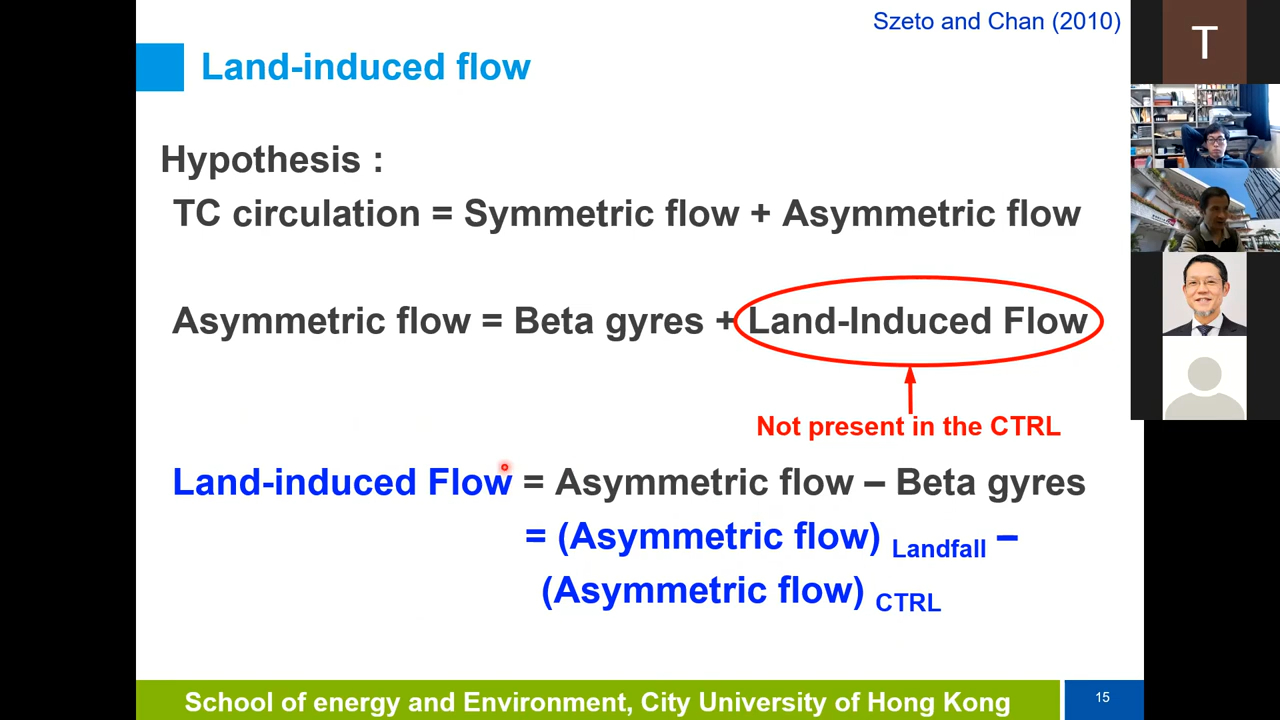 Szeto and Chan (2010)
T
Land-induced flow
Hypothesis :
TC circulation = Symmetric flow + Asymmetric flow
Asymmetric flow = Beta gyres + Land-Induced Flow
Not present in the CTRL
Land-induced Flow = Asymmetric flow – Beta gyres
= (Asymmetric flow) Landfall –
(Asymmetric flow) CTRL
School of energy and Environment, City University of Hong Kong
15